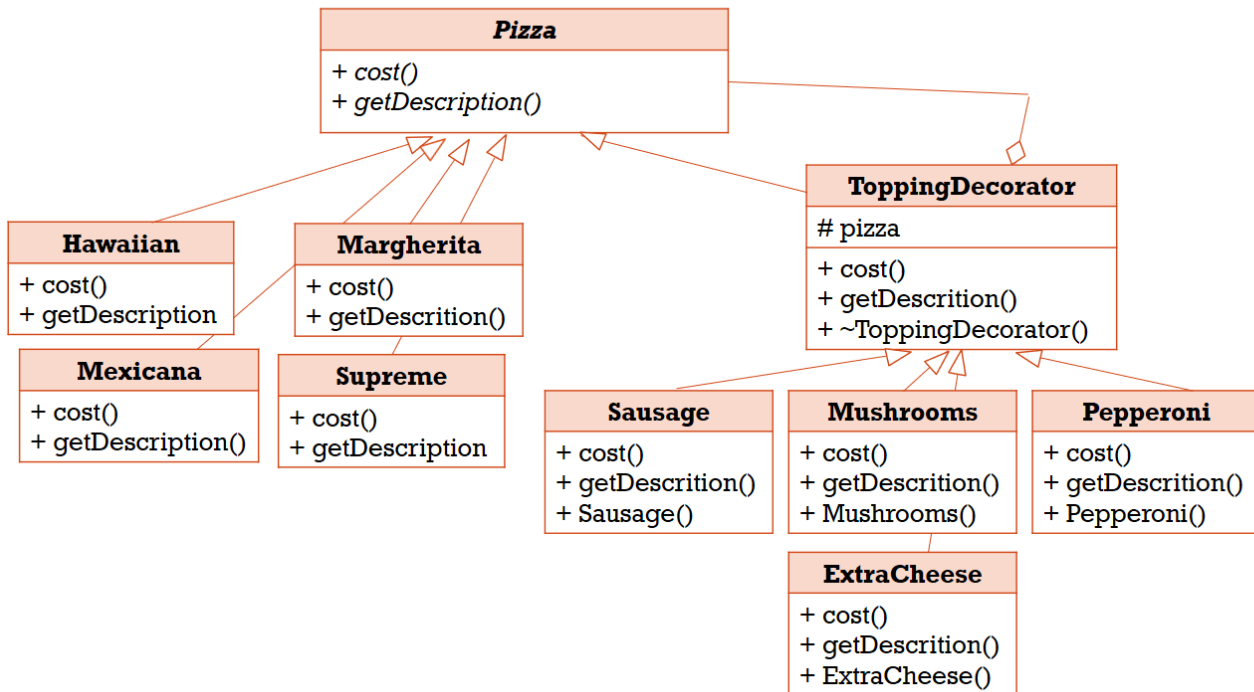 Pizza
+ cost()
+ getDescription()
ToppingDecorator
# pizza
+ cost()
+ getDescrition()
+ ~ToppingDecorator()
Hawaiian
+ cost()
+ getDescription
Margherita
+ cost()
+ getDescrition()
Mexicana
+ cost()
+ getDescription()
Supreme
+ cost()
+ getDescription
Sausage
+ cost()
+ getDescrition()
+ Sausage()
Mushrooms
+ cost()
+ getDescrition()
+ Mushrooms()
Pepperoni
+ cost()
+ getDescrition()
+ Pepperoni()
ExtraCheese
+ cost()
+ getDescrition()
+ ExtraCheese()